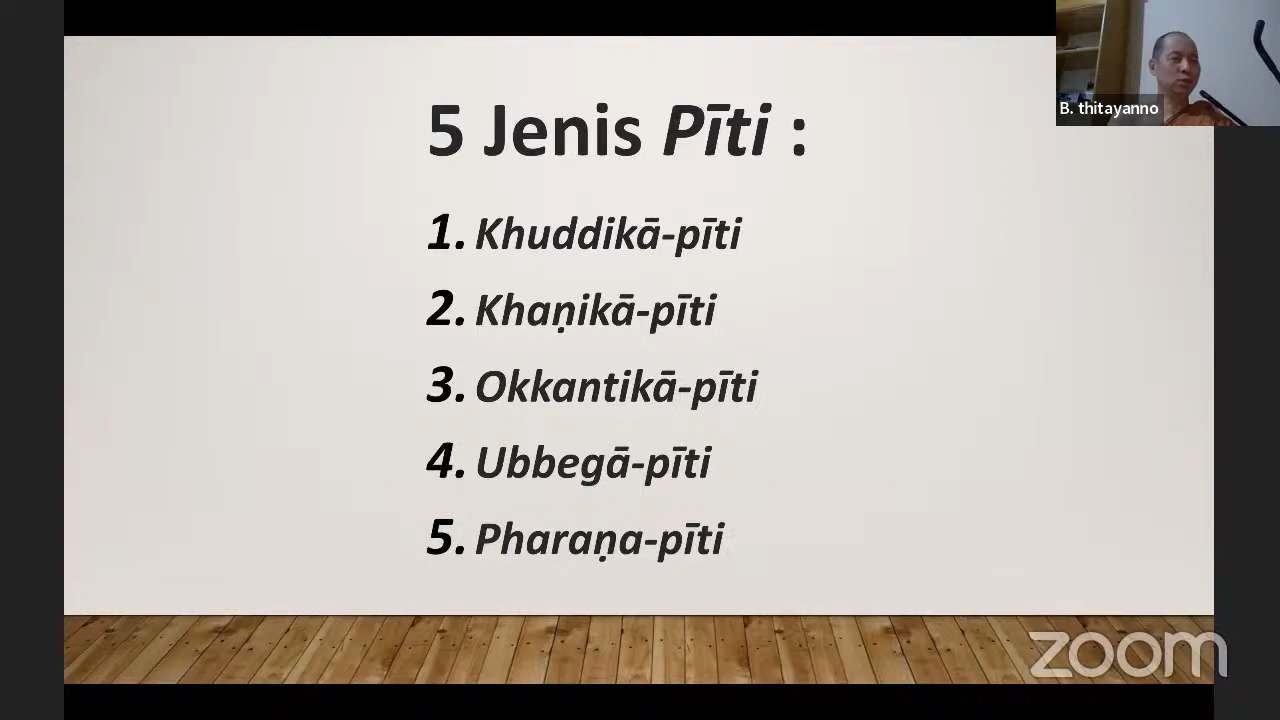 B. thitayanno
5 Jenis Pīti :
1. Khuddikā-pīti
2. Khaṇikā-pīti
3. Okkantikā-pīti
4. Ubbegā-pīti
5. Pharaṇa-pīti
zoom